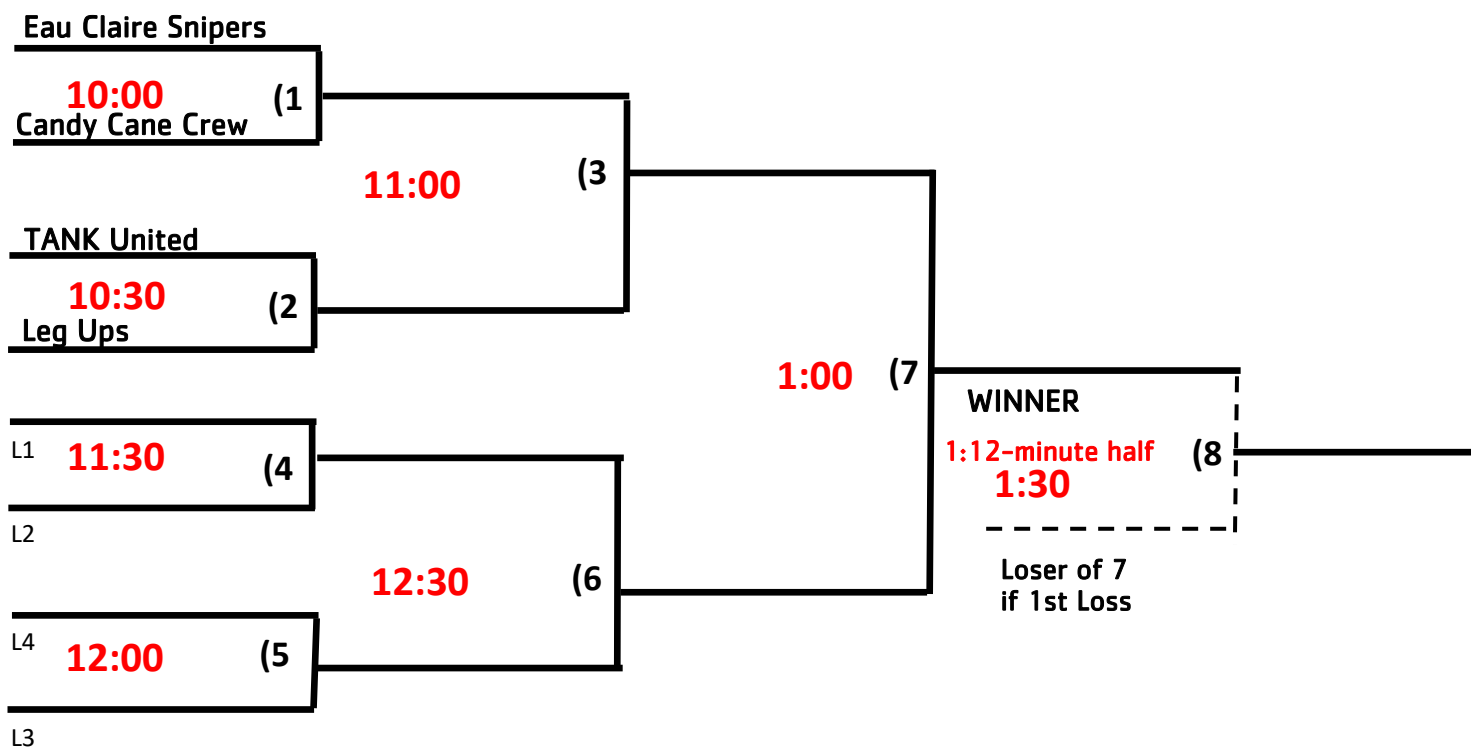 Eau Claire Snipers
10:00
(1
Candy Cane Crew
11:00
(3
TANK United
10:30
(2
Leg Ups
1:00
(7
WINNER
L1
11:30
(4
1:12-minute half
(8
1:30
L2
Loser of 7
if 1st Loss
12:30
(6
L4
12:00
(5
L3